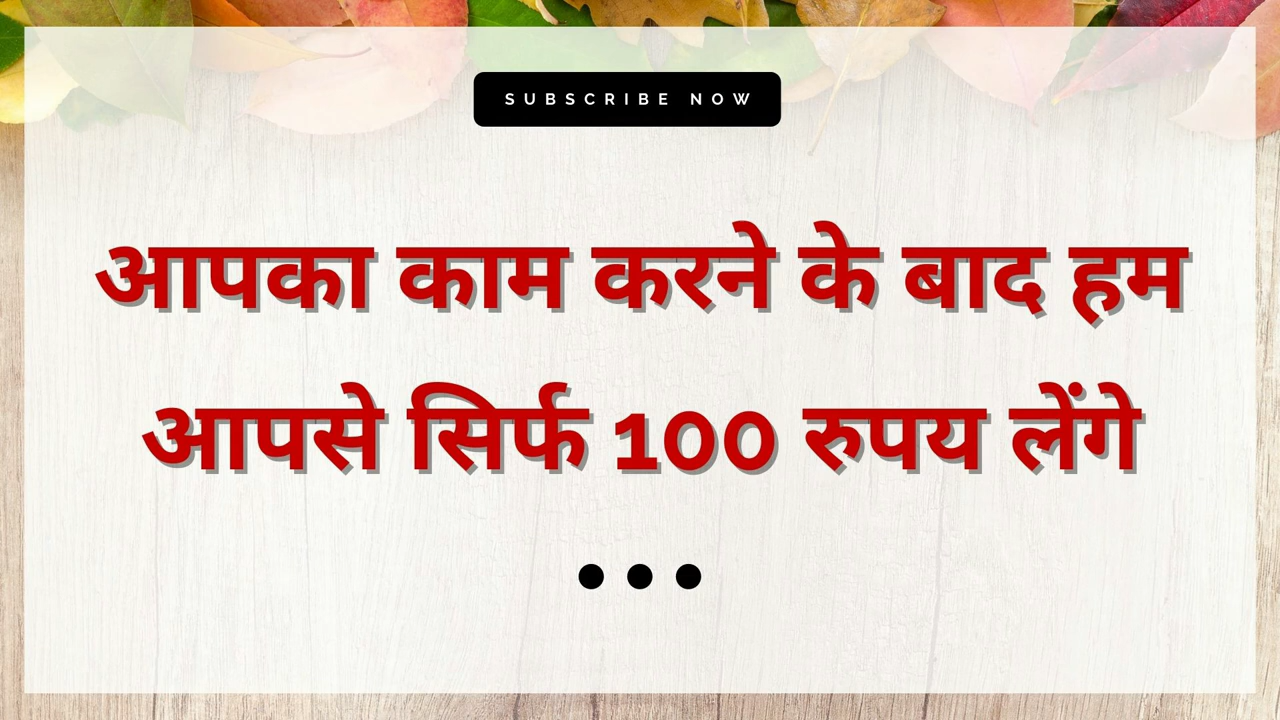 SUBSCRIBE NOW
आपका काम करने के बाद हम
आपसे सिर्फ 100 रुपय लेंगे